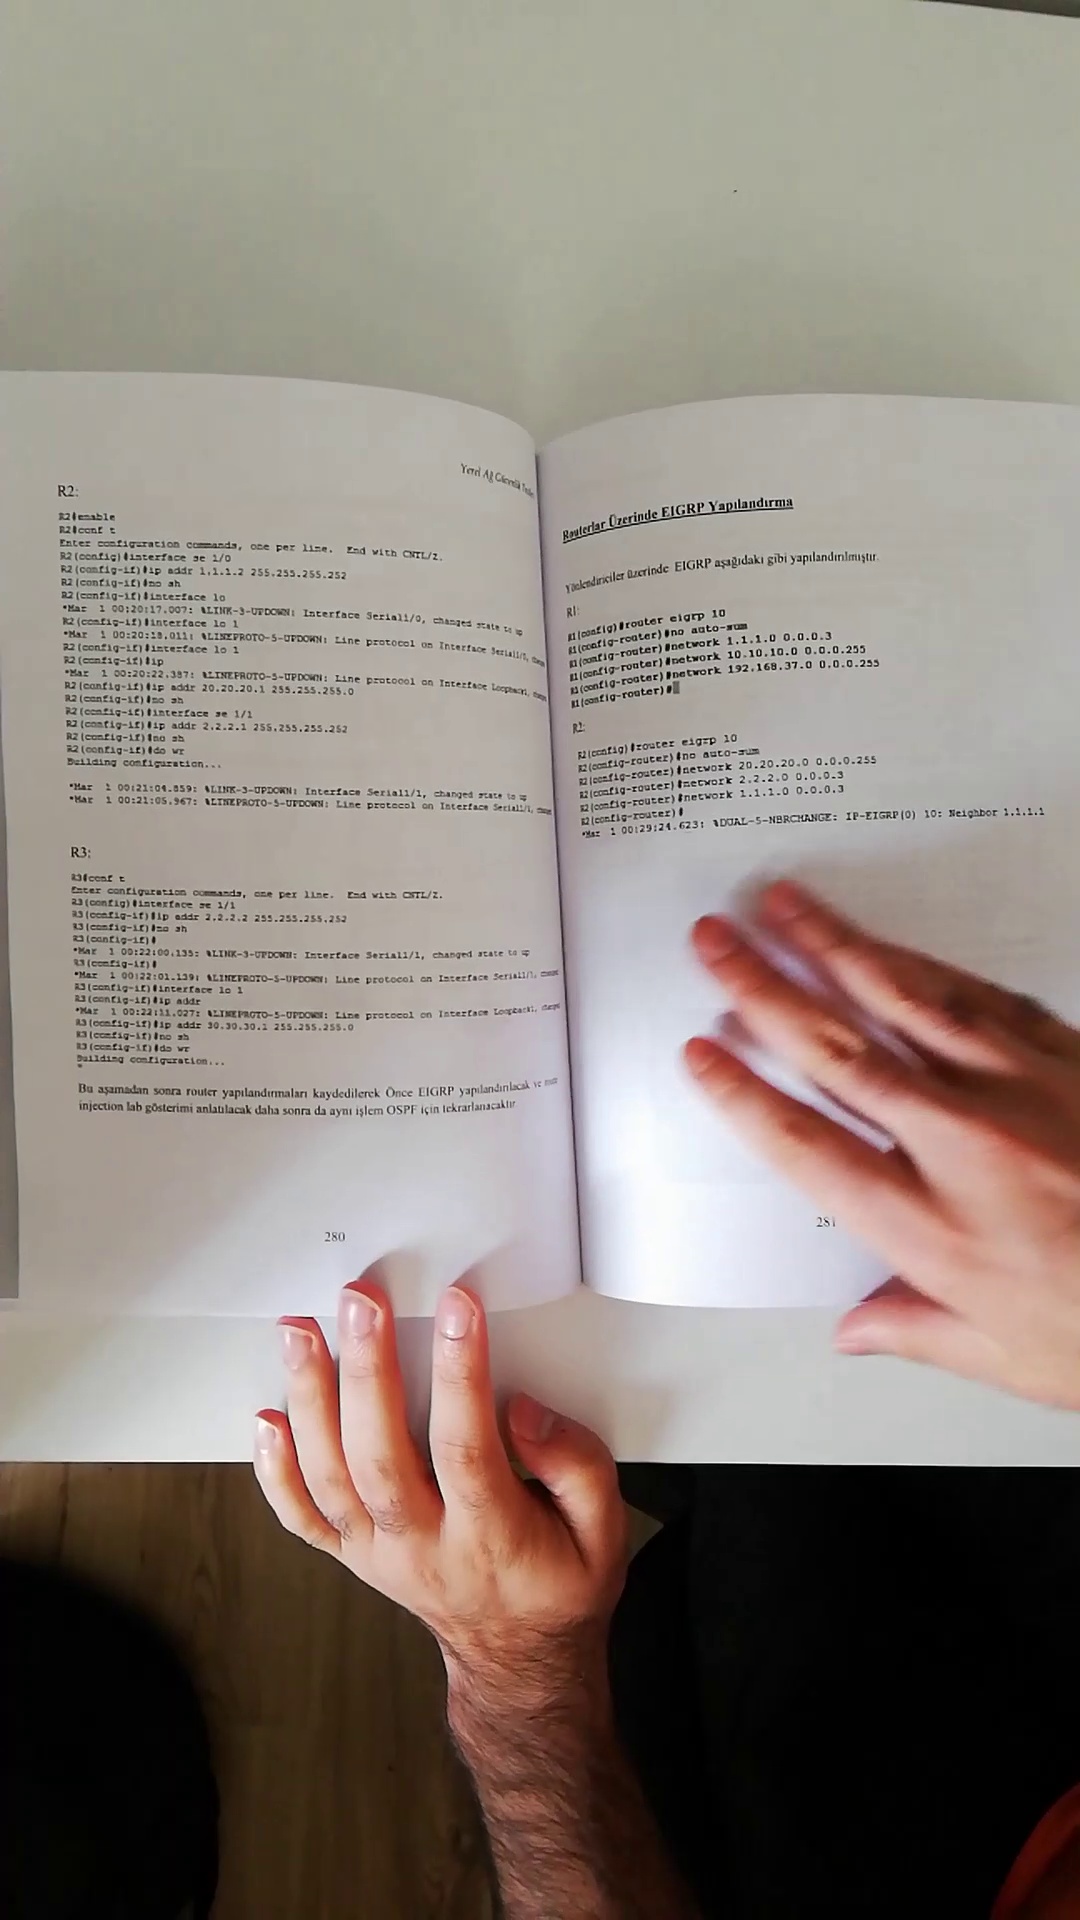 Yerel Ağ Güvenlik
R2:
R2#enable
R2#conf t
Enter configuration commands, one per line.  End with CNTL/Z.
R2(config)#interface se 1/0
R2(config-if)#ip addr 1.1.1.2 255.255.255.252
R2(config-if)#no sh
R2(config-if)#interface lo
*Mar  1 00:20:17.007: %LINK-3-UPDOWN: Interface Serial1/0, changed state to up
R2(config-if)#interface lo 1
*Mar  1 00:20:18.011: %LINEPROTO-5-UPDOWN: Line protocol on Interface Serial1/
R2(config-if)#interface lo 1
R2(config-if)#ip
*Mar  1 00:20:22.387: %LINEPROTO-5-UPDOWN: Line protocol on Interface Loopback1,
R2(config-if)#ip addr 20.20.20.1 255.255.255.0
R2(config-if)#no sh
R2(config-if)#interface se 1/1
R2(config-if)#ip addr 2.2.2.1 255.255.255.252
R2(config-if)#no sh
R2(config-if)#do wr
Building configuration...
*Mar  1 00:21:04.859: %LINK-3-UPDOWN: Interface Serial1/1, changed state to up
*Mar  1 00:21:05.967: %LINEPROTO-5-UPDOWN: Line protocol on Interface Serial1/1,
R3:
R3#conf t
Enter configuration commands, one per line.  End with CNTL/Z.
R3(config)#interface se 1/1
R3(config-if)#ip addr 2.2.2.2 255.255.255.252
R3(config-if)#no sh
R3(config-if)#
*Mar  1 00:22:00.135: %LINK-3-UPDOWN: Interface Serial1/1, changed state to up
R3(config-if)#
*Mar  1 00:22:01.139: %LINEPROTO-5-UPDOWN: Line protocol on Interface Serial1/1,
R3(config-if)#interface lo 1
R3(config-if)#ip addr
*Mar  1 00:22:11.027: %LINEPROTO-5-UPDOWN: Line protocol on Interface Loopback1,
R3(config-if)#ip addr 30.30.30.1 255.255.255.0
R3(config-if)#no sh
R3(config-if)#do wr
Building configuration...
Bu aşamadan sonra router yapılandırmaları kaydedilerek Önce EIGRP yapılandırılacak ve
injection lab gösterimi anlatılacak daha sonra da aynı işlem OSPF için tekrarlanacaktır.
280
Routerlar Üzerinde EIGRP Yapılandırma
Yönlendiriciler üzerinde EIGRP aşağıdaki gibi yapılandırılmıştır.
R1:
R1(config)#router eigrp 10
R1(config-router)#no auto-sum
R1(config-router)#network 1.1.1.0 0.0.0.3
R1(config-router)#network 10.10.10.0 0.0.0.255
R1(config-router)#network 192.168.37.0 0.0.0.255
R1(config-router)#
R2:
R2(config)#router eigrp 10
R2(config-router)#no auto-sum
R2(config-router)#network 20.20.20.0 0.0.0.255
R2(config-router)#network 2.2.2.0 0.0.0.3
R2(config-router)#network 1.1.1.0 0.0.0.3
R2(config-router)#
*Mar  1 00:29:24.623: %DUAL-5-NBRCHANGE: IP-EIGRP(0) 10: Neighbor 1.1.1.1
281